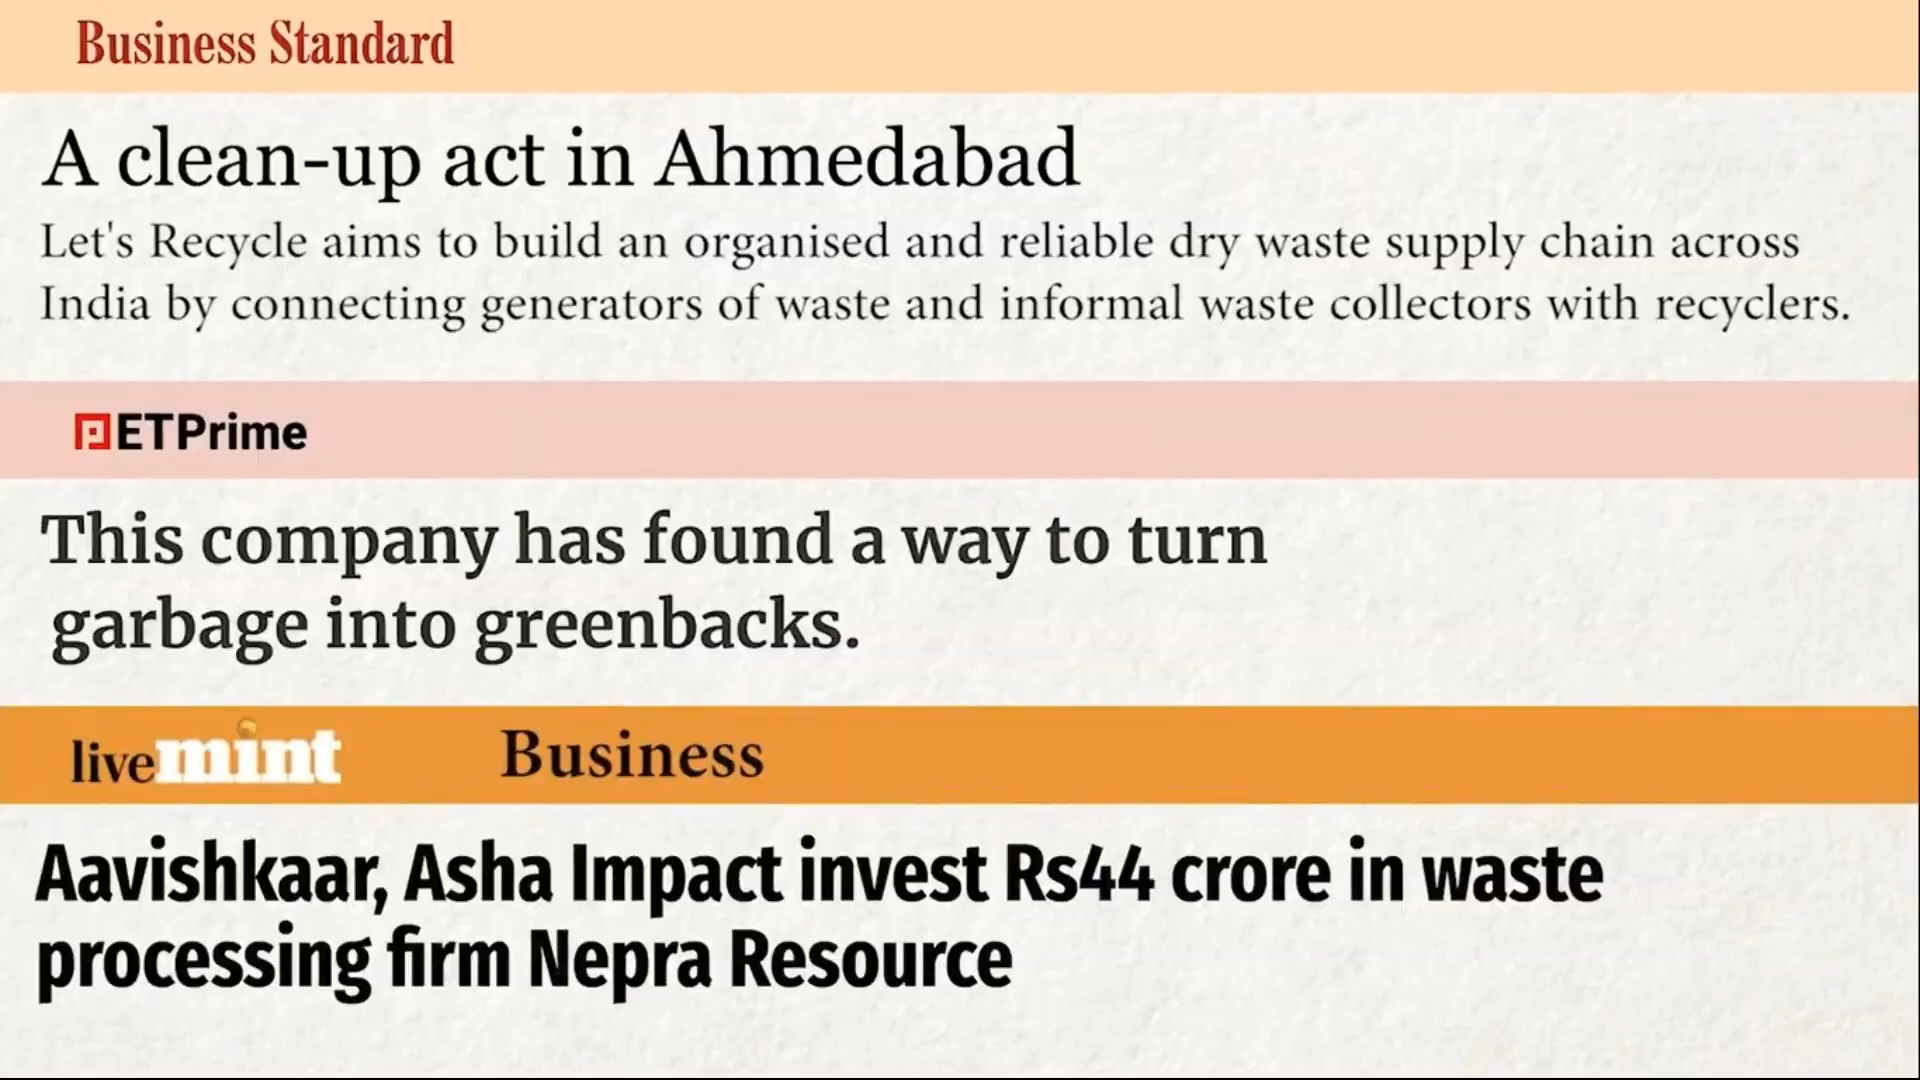 Business Standard
A clean-up act in Ahmedabad
Let's Recycle aims to build an organised and reliable dry waste supply chain across
India by connecting generators of waste and informal waste collectors with recyclers.
ETPrime
This company has found a way to turn
garbage into greenbacks.
livemint Business
Aavishkaar, Asha Impact invest Rs44 crore in waste
processing firm Nepra Resource